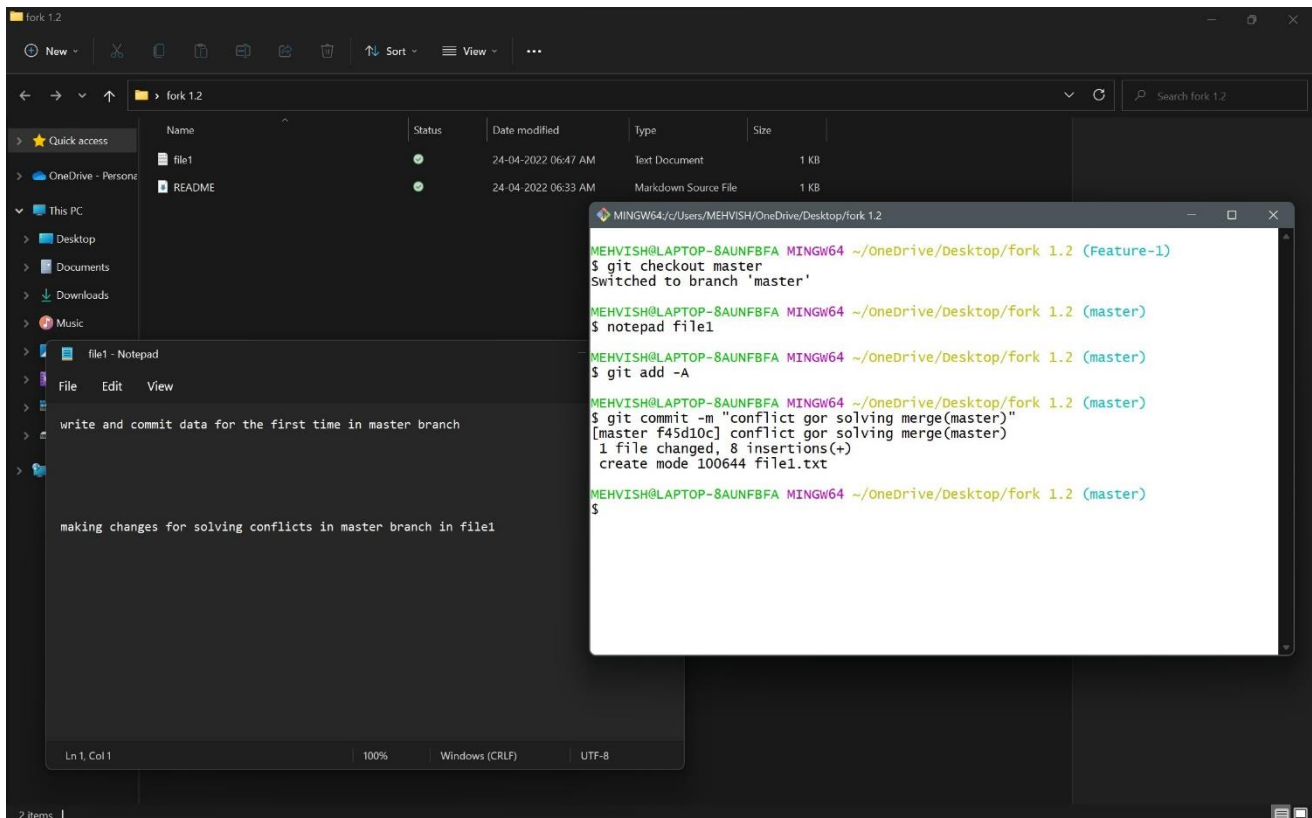 fork 1.2
New
Sort
View
fork 1.2
Search fork 1.2
Quick access
OneDrive - Persona
This PC
Desktop
Documents
Downloads
Music
Name Status Date modified Type Size
file1 24-04-2022 06:47 AM Text Document 1 KB
README 24-04-2022 06:33 AM Markdown Source File 1 KB
file1 - Notepad
File Edit View
write and commit data for the first time in master branch
making changes for solving conflicts in master branch in file1
Ln 1, Col 1 100% Windows (CRLF) UTF-8
MINGW64:/c/Users/MEHVISH/OneDrive/Desktop/fork 1.2
MEHVISH@LAPTOP-8AUNFBFA MINGW64 ~/OneDrive/Desktop/fork 1.2 (Feature-1)
$ git checkout master
Switched to branch 'master'
MEHVISH@LAPTOP-8AUNFBFA MINGW64 ~/OneDrive/Desktop/fork 1.2 (master)
$ notepad file1
MEHVISH@LAPTOP-8AUNFBFA MINGW64 ~/OneDrive/Desktop/fork 1.2 (master)
$ git add -A
MEHVISH@LAPTOP-8AUNFBFA MINGW64 ~/OneDrive/Desktop/fork 1.2 (master)
$ git commit -m "conflict gor solving merge(master)"
[master f45d10c] conflict gor solving merge(master)
1 file changed, 8 insertions(+)
create mode 100644 file1.txt
MEHVISH@LAPTOP-8AUNFBFA MINGW64 ~/OneDrive/Desktop/fork 1.2 (master)
$
2 items